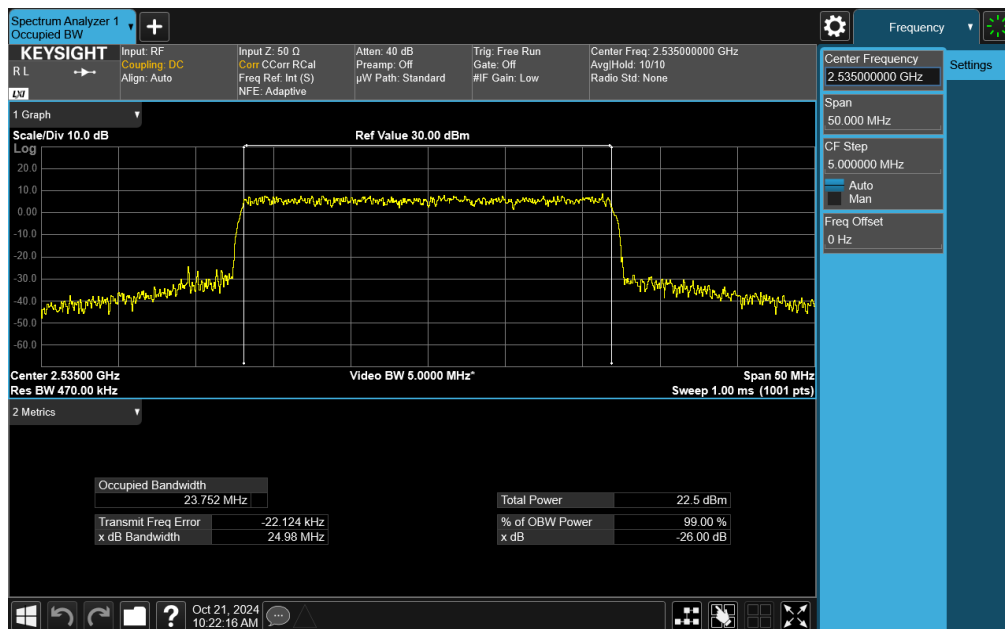 Spectrum Analyzer 1
Occupied BW
+
Frequency
KEYSIGHT
R L
LXI
Input: RF
Coupling: DC
Align: Auto
Input Z: 50 Ω
Corr CCorr RCal
Freq Ref: Int (S)
NFE: Adaptive
Atten: 40 dB
Preamp: Off
µW Path: Standard
Trig: Free Run
Gate: Off
#IF Gain: Low
Center Freq: 2.535000000 GHz
Avg|Hold: 10/10
Radio Std: None
Center Frequency
2.535000000 GHz
Settings
Span
50.000 MHz
CF Step
5.000000 MHz
Auto
Man
Freq Offset
0 Hz
1 Graph
Scale/Div 10.0 dB
Ref Value 30.00 dBm
Log
20.0
10.0
0.00
-10.0
-20.0
-30.0
-40.0
-50.0
-60.0
Center 2.53500 GHz
Video BW 5.0000 MHz*
Span 50 MHz
Res BW 470.00 kHz
Sweep 1.00 ms (1001 pts)
2 Metrics
Occupied Bandwidth
23.752 MHz
Total Power 22.5 dBm
Transmit Freq Error -22.124 kHz
% of OBW Power 99.00 %
x dB Bandwidth 24.98 MHz
x dB -26.00 dB
?
Oct 21, 2024
10:22:16 AM